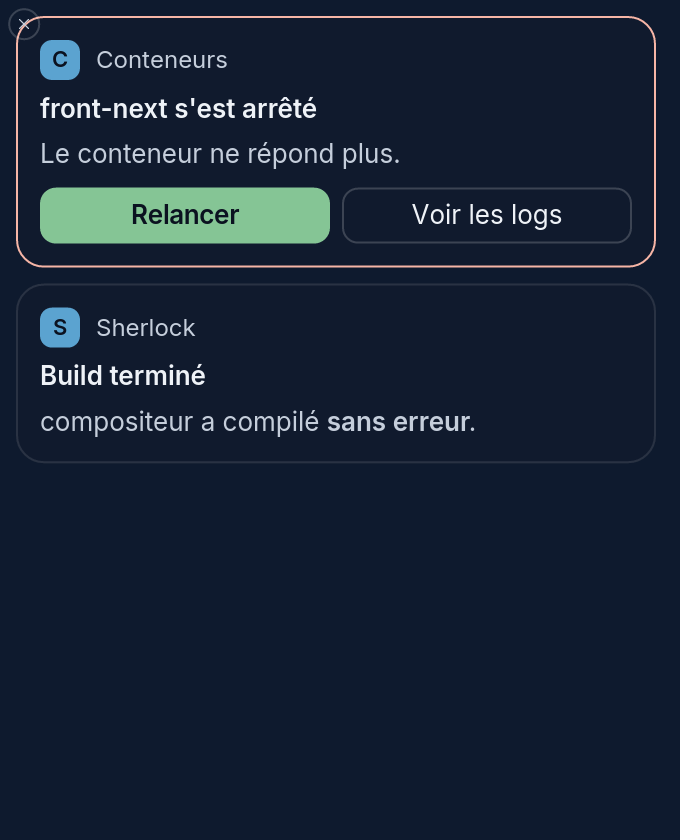 C Conteneurs
front-next s'est arrêté
Le conteneur ne répond plus.
Relancer Voir les logs
S Sherlock
Build terminé
compositeur a compilé sans erreur.